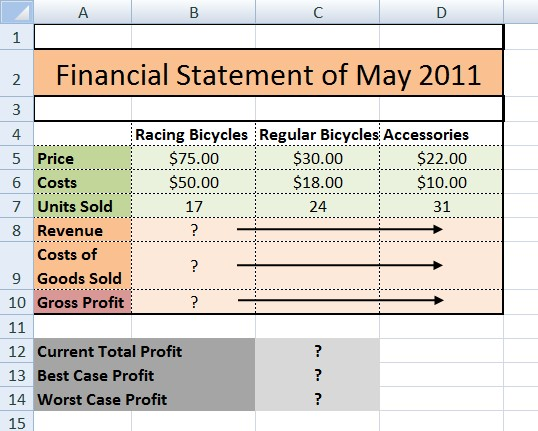 A B C D
1
2 Financial Statement of May 2011
3
4 Racing Bicycles Regular Bicycles Accessories
5 Price $75.00 $30.00 $22.00
6 Costs $50.00 $18.00 $10.00
7 Units Sold 17 24 31
8 Revenue ?
Costs of
9 Goods Sold ?
10 Gross Profit ?
11
12 Current Total Profit ?
13 Best Case Profit ?
14 Worst Case Profit ?
15